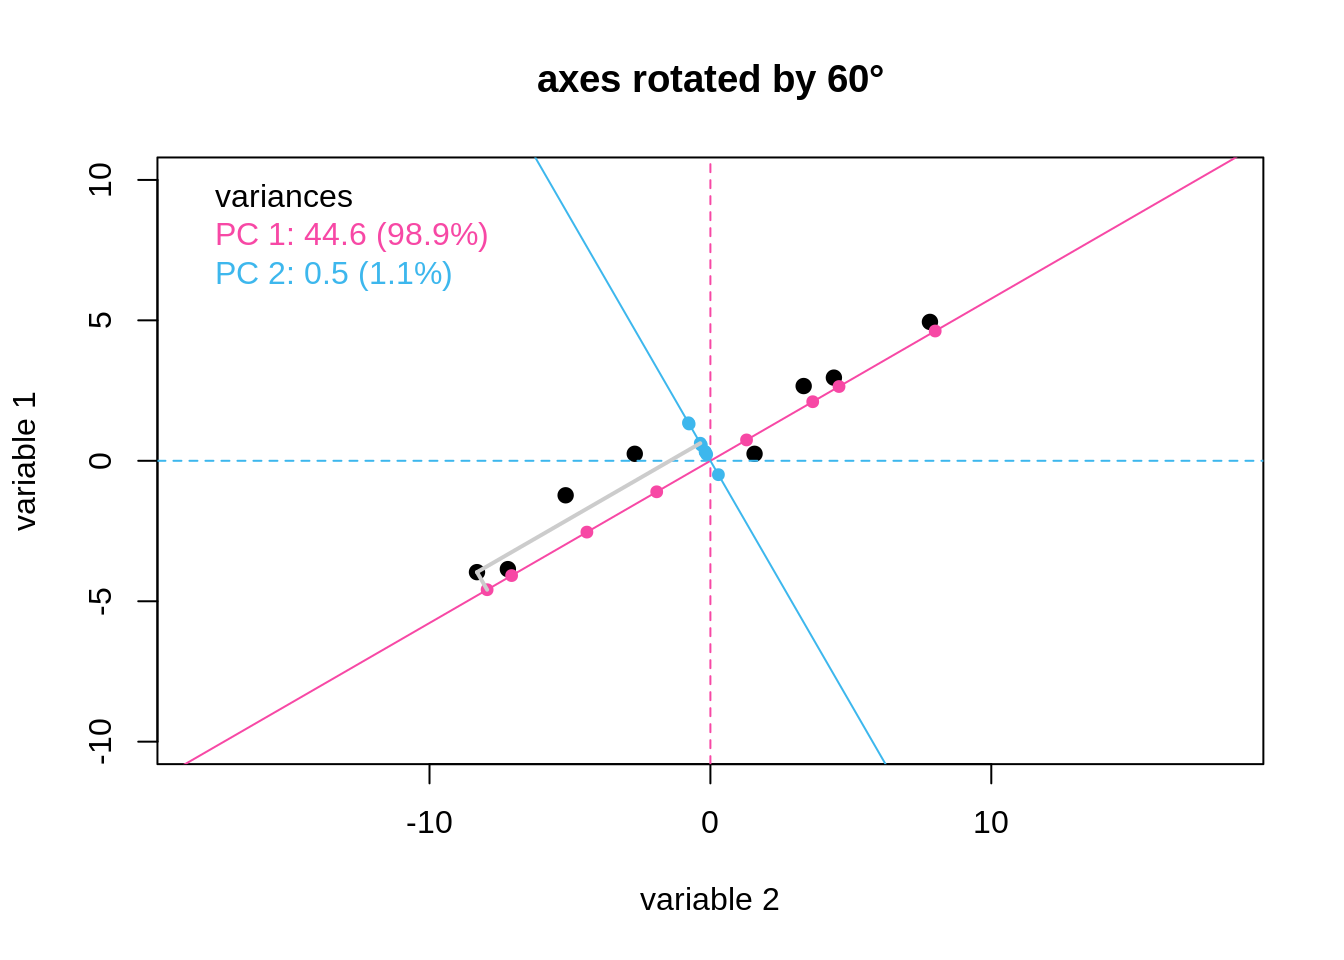 axes rotated by 60°
variances
PC 1: 44.6 (98.9%)
PC 2: 0.5 (1.1%)
10
5
0
-5
-10
variable 1
-10
0
10
variable 2